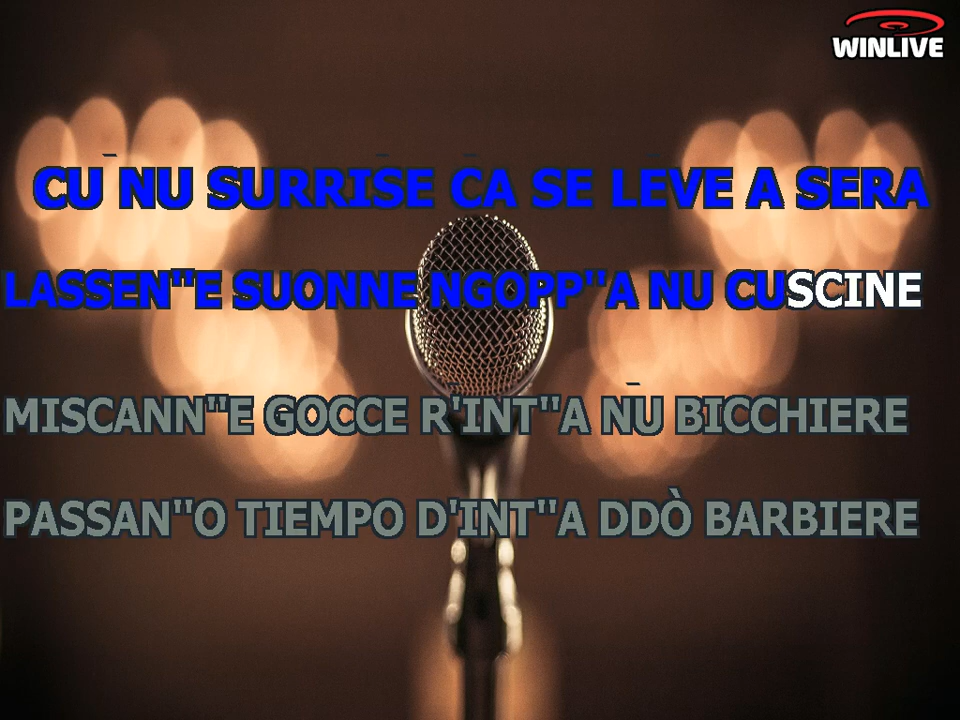 WINLIVE
CU NU SURRISE CA SE LEVE A SERA
LASSEN"E SUONNE NGOPP"A NU CUSCINE
MISCANN"E GOCCE R'INT"A NU BICCHIERE
PASSAN"O TIEMPO D'INT"A DDÒ BARBIERE